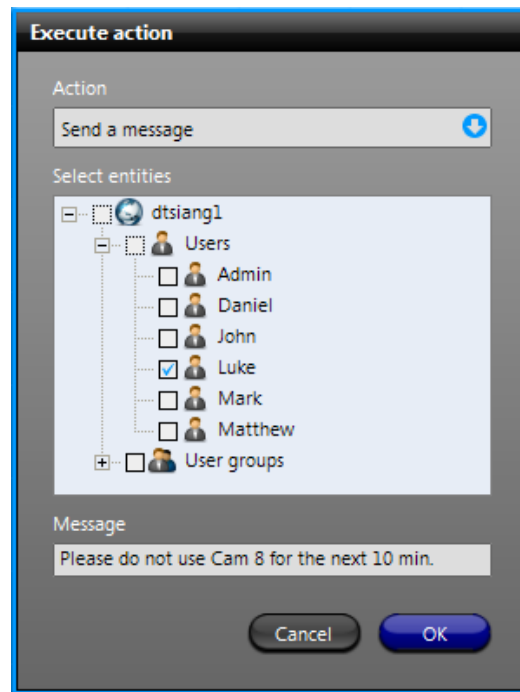 Execute action
Action
Send a message
Select entities
dtsiang1
Users
Admin
Daniel
John
Luke
Mark
Matthew
User groups
Message
Please do not use Cam 8 for the next 10 min.
Cancel OK